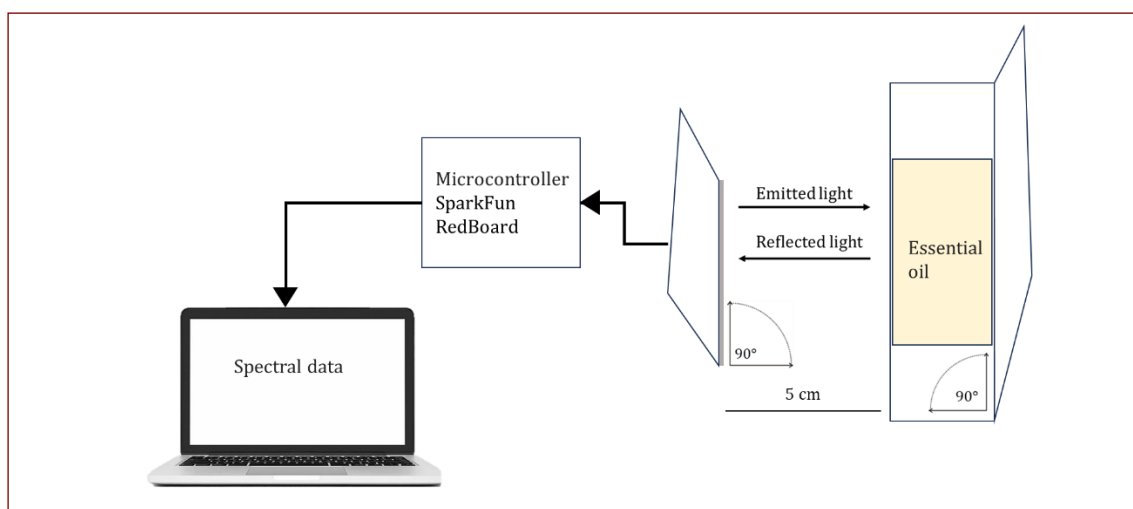 Microcontroller
SparkFun
RedBoard
Spectral data
Emitted light
Reflected light
90°
5 cm
Essential
oil
90°